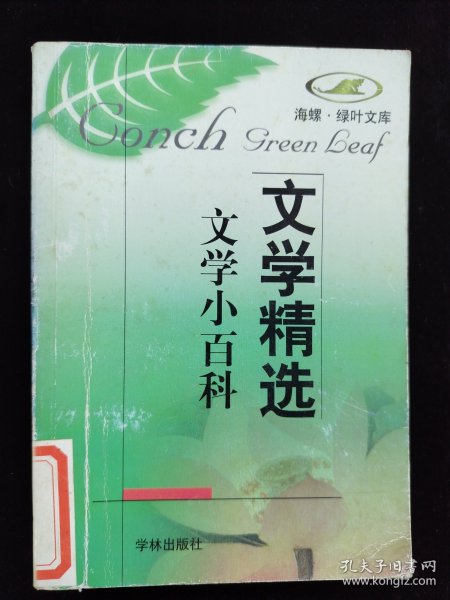 海螺·绿叶文库
Conch Green Leaf
文学精选
文学小百科
学林出版社
孔夫子旧书网
www.kongfz.com